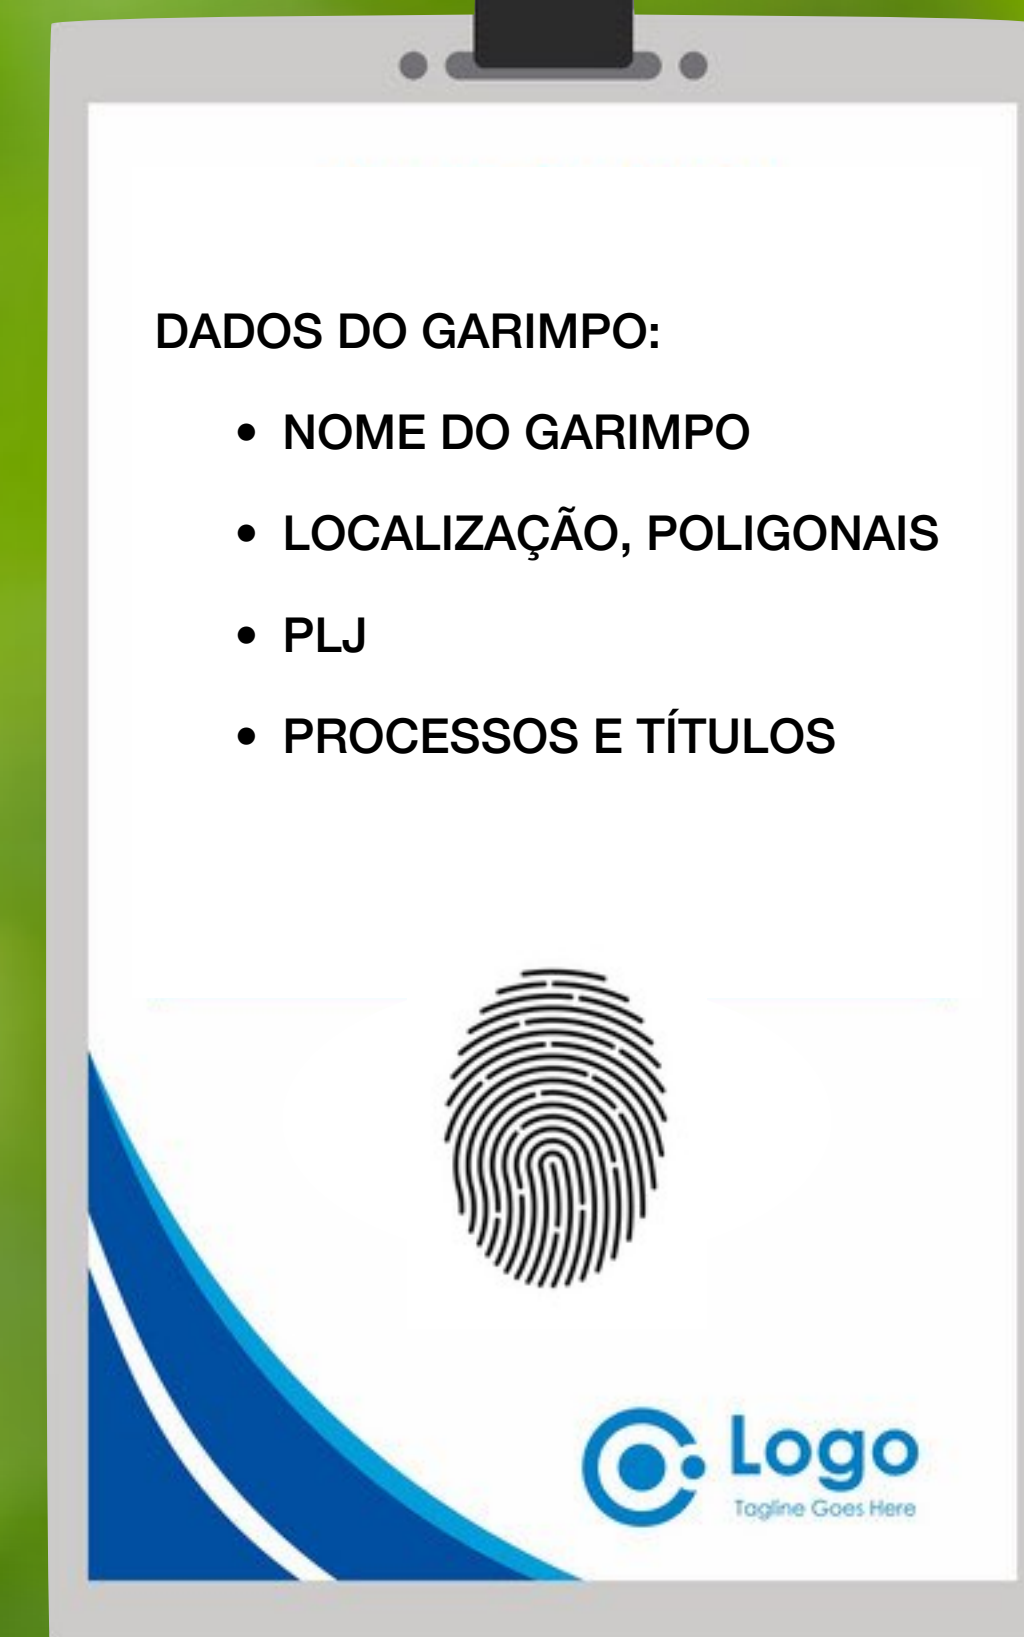 DADOS DO GARIMPO:
• NOME DO GARIMPO
• LOCALIZAÇÃO, POLIGONAIS
• PLJ
• PROCESSOS E TÍTULOS
Logo
Tagline Goes Here